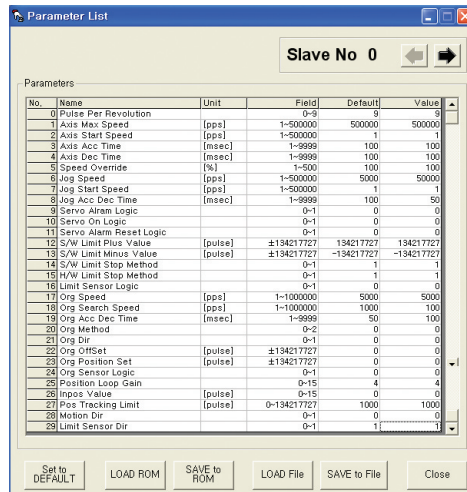 Parameter List
Slave No 0
Parameters
No. Name Unit Field Default Value
0 Pulse Per Revolution 0~9 9 9
1 Axis Max Speed [pps] 1~500000 500000 500000
2 Axis Start Speed [pps] 1~500000 1 1
3 Axis Acc Time [msec] 1~9999 100 100
4 Axis Dec Time [msec] 1~9999 100 100
5 Speed Override [%] 1~500 100 100
6 Jog Speed [pps] 1~500000 5000 50000
7 Jog Start Speed [pps] 1~500000 1 1
8 Jog Acc Dec Time [msec] 1~9999 100 50
9 Servo Alram Logic 0~1 0 0
10 Servo On Logic 0~1 0 0
11 Servo Alarm Reset Logic 0~1 0 0
12 S/W Limit Plus Value [pulse] ±134217727 134217727 134217727
13 S/W Limit Minus Value [pulse] ±134217727 -134217727 -134217727
14 S/W Limit Stop Method 0~1 1 1
15 H/W Limit Stop Method 0~1 1 1
16 Limit Sensor Logic 0~1 0 0
17 Org Speed [pps] 1~1000000 5000 5000
18 Org Search Speed [pps] 1~1000000 1000 1000
19 Org Acc Dec Time [msec] 1~9999 50 100
20 Org Method 0~2 0 0
21 Org Dir 0~1 0 0
22 Org OffSet [pulse] ±134217727 0 0
23 Org Position Set [pulse] ±134217727 0 0
24 Org Sensor Logic 0~1 0 0
25 Position Loop Gain 0~15 4 4
26 Inpos Value [pulse] 0~15 0 0
27 Pos Tracking Limit [pulse] 0~134217727 1000 1000
28 Motion Dir 0~1 0 0
29 Limit Sensor Dir 0~1 1 1
Set to DEFAULT LOAD ROM SAVE to ROM LOAD File SAVE to File Close